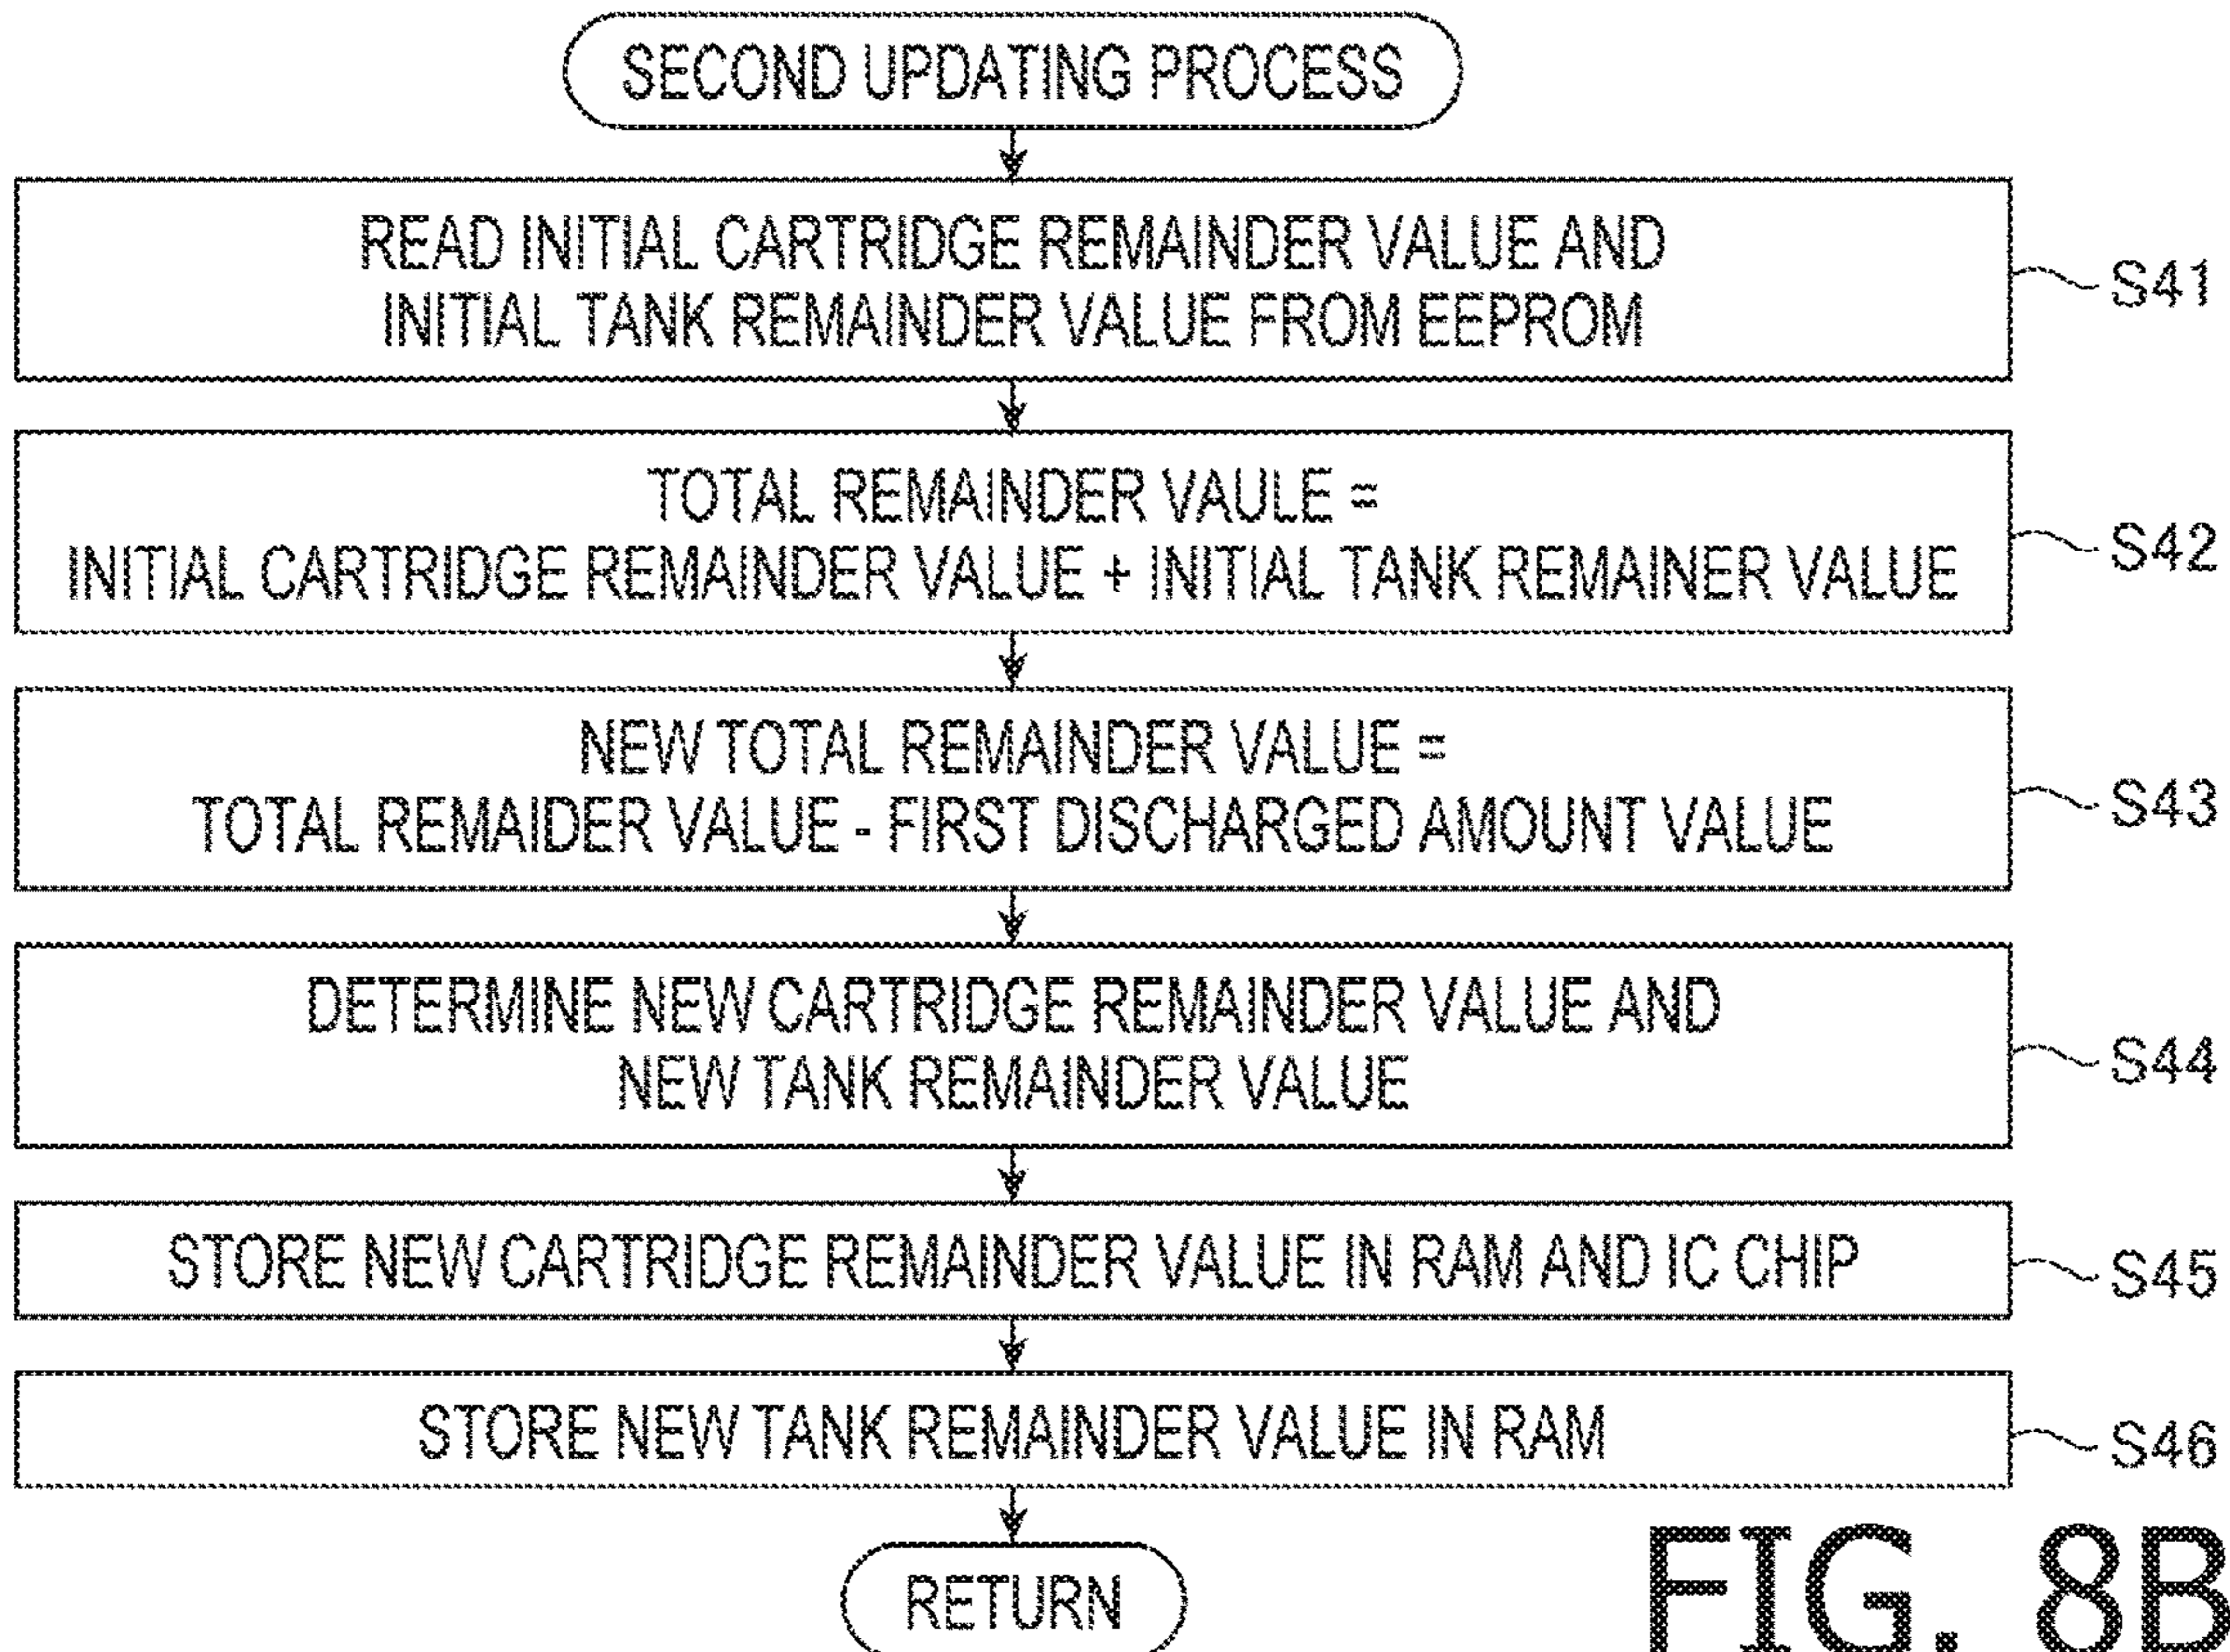 SECOND UPDATING PROCESS
READ INITIAL CARTRIDGE REMAINDER VALUE AND
INITIAL TANK REMAINDER VALUE FROM EEPROM
S41
TOTAL REMAINDER VAULE =
INITIAL CARTRIDGE REMAINDER VALUE + INITIAL TANK REMAINER VALUE
S42
NEW TOTAL REMAINDER VALUE =
TOTAL REMAIDER VALUE - FIRST DISCHARGED AMOUNT VALUE
S43
DETERMINE NEW CARTRIDGE REMAINDER VALUE AND
NEW TANK REMAINDER VALUE
S44
STORE NEW CARTRIDGE REMAINDER VALUE IN RAM AND IC CHIP
S45
STORE NEW TANK REMAINDER VALUE IN RAM
S46
RETURN
FIG. 8B